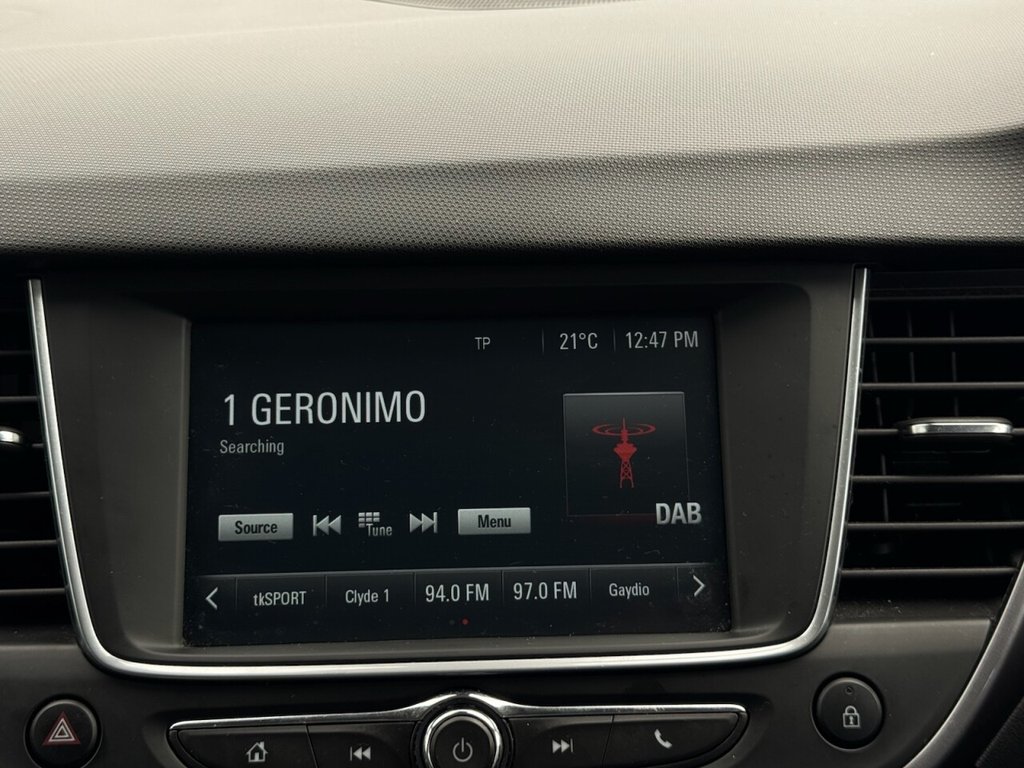 TP 21°C 12:47 PM
1 GERONIMO
Searching
Source Tune Menu
DAB
tkSPORT Clyde 1 94.0 FM 97.0 FM Gaydio